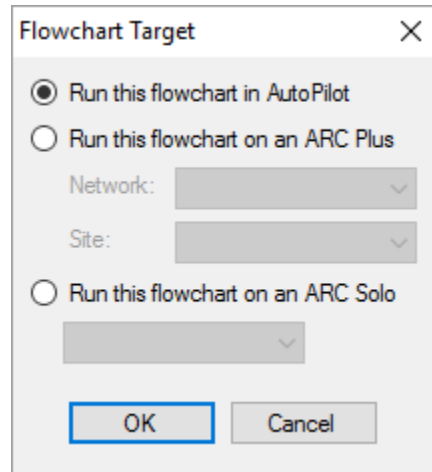 Flowchart Target
Run this flowchart in AutoPilot
Run this flowchart on an ARC Plus
Network:
Site:
Run this flowchart on an ARC Solo
OK Cancel